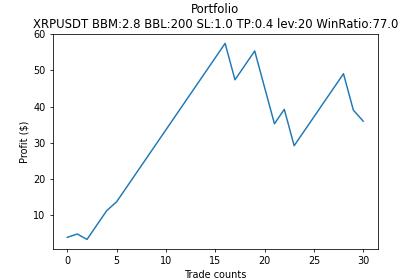 Portfolio
XRPUSDT BBM:2.8 BBL:200 SL:1.0 TP:0.4 lev:20 WinRatio:77.0
60
50
40
30
20
10
Profit ($)
0 5 10 15 20 25 30
Trade counts